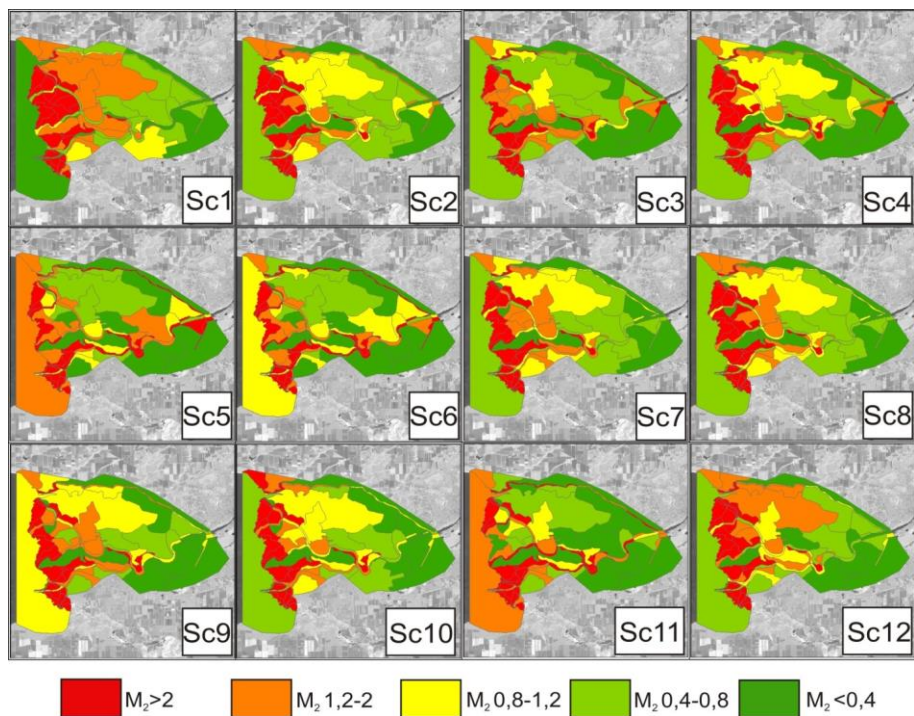 Sc1
Sc2
Sc3
Sc4
Sc5
Sc6
Sc7
Sc8
Sc9
Sc10
Sc11
Sc12
M₂>2
M₂ 1,2-2
M₂ 0,8-1,2
M₂ 0,4-0,8
M₂ <0,4